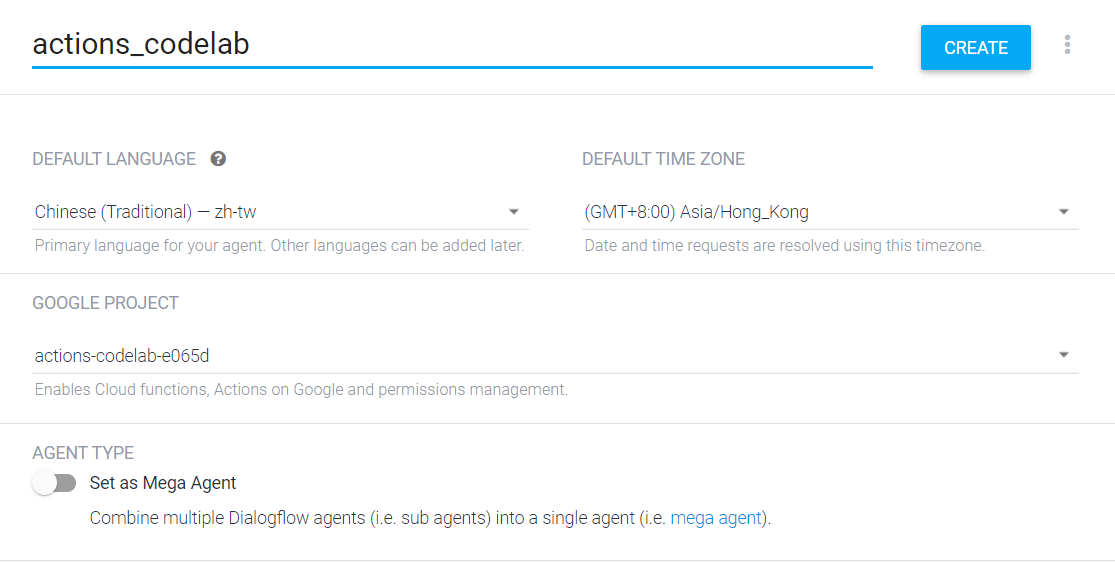 actions_codelab
CREATE
DEFAULT LANGUAGE
DEFAULT TIME ZONE
Chinese (Traditional) — zh-tw
(GMT+8:00) Asia/Hong_Kong
Primary language for your agent. Other languages can be added later.
Date and time requests are resolved using this timezone.
GOOGLE PROJECT
actions-codelab-e065d
Enables Cloud functions, Actions on Google and permissions management.
AGENT TYPE
Set as Mega Agent
Combine multiple Dialogflow agents (i.e. sub agents) into a single agent (i.e. mega agent).